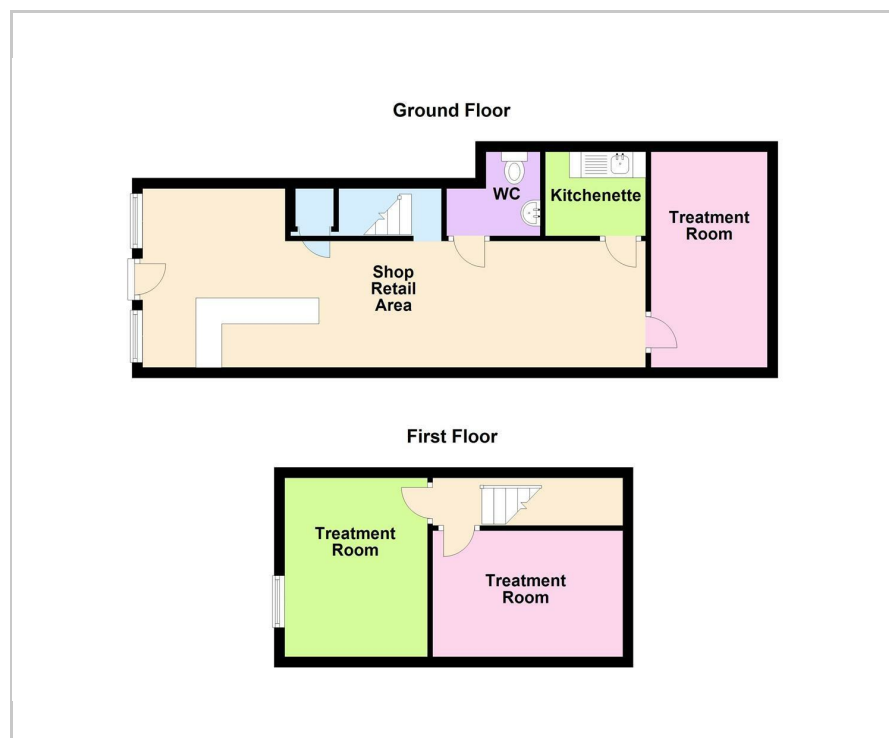 Ground Floor
WC
Kitchenette
Treatment
Room
Shop
Retail
Area
First Floor
Treatment
Room
Treatment
Room